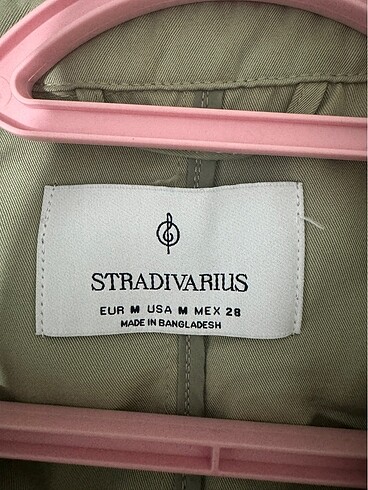 STRADIVARIUS
EUR M USA M MEX 28
MADE IN BANGLADESH